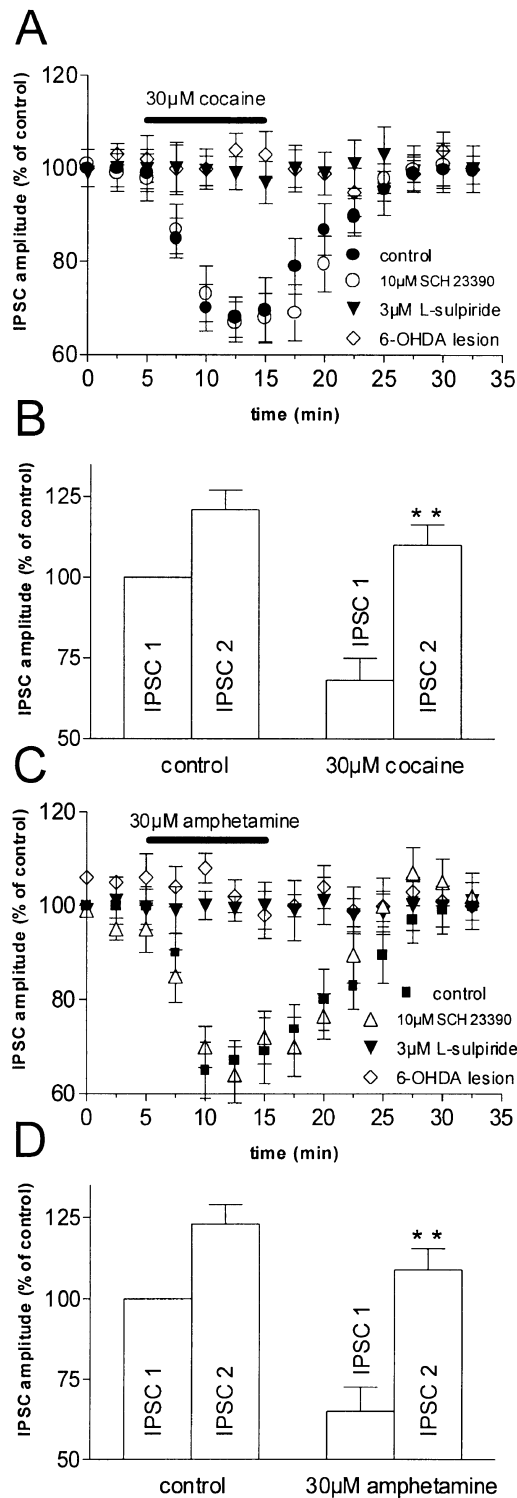 A
IPSC amplitude (% of control)
120
100
80
60
30µM cocaine
control
10µM SCH 23390
3µM L-sulpiride
6-OHDA lesion
0 5 10 15 20 25 30 35
time (min)
B
IPSC amplitude (% of control)
125
100
75
50
IPSC 1
IPSC 2
IPSC 1
IPSC 2
* *
control
30µM cocaine
C
IPSC amplitude (% of control)
120
100
80
60
30µM amphetamine
control
10µM SCH 23390
3µM L-sulpiride
6-OHDA lesion
0 5 10 15 20 25 30 35
time (min)
D
IPSC amplitude (% of control)
125
100
75
50
IPSC 1
IPSC 2
IPSC 1
IPSC 2
* *
control
30µM amphetamine